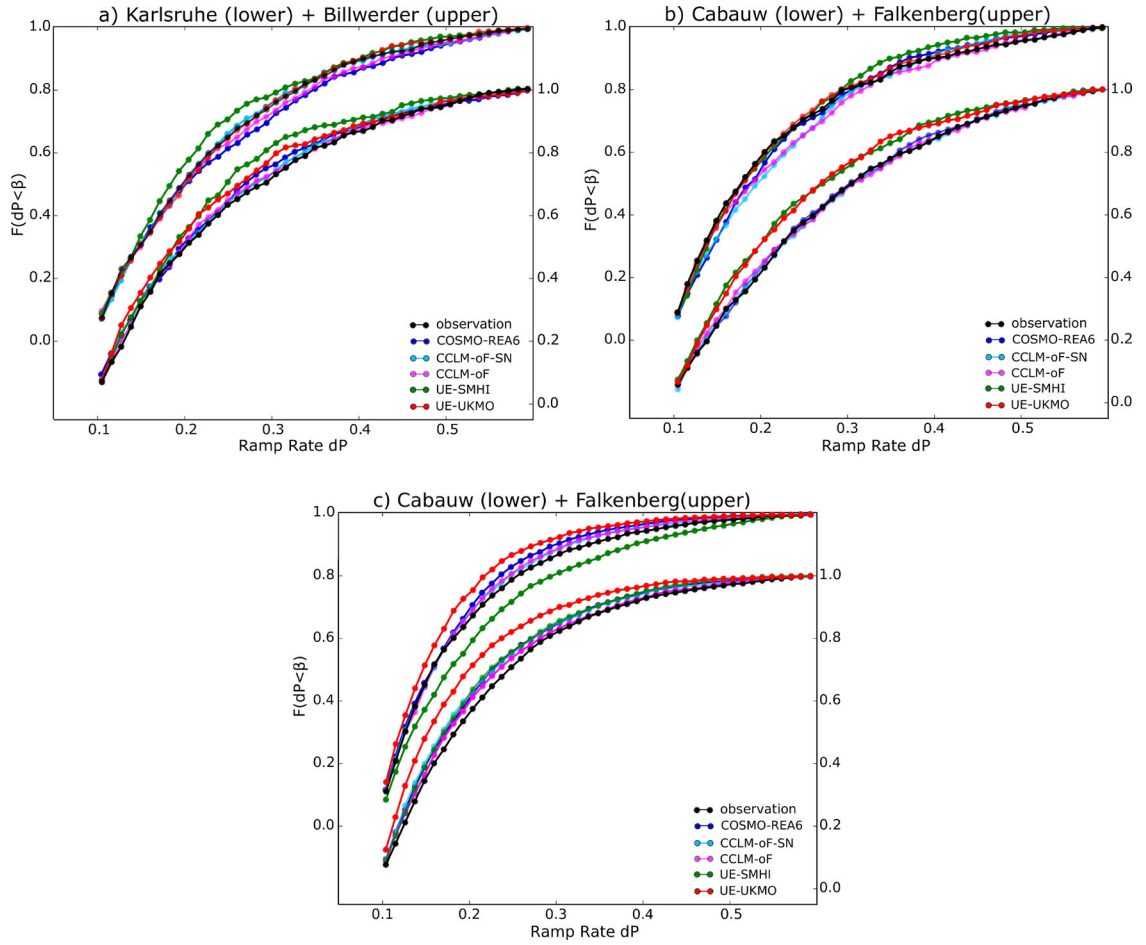 a) Karlsruhe (lower) + Billwerder (upper)
1.0
0.8
0.6
0.4
0.2
0.0
F(dP<β)
1.0
0.8
0.6
0.4
0.2
0.0
observation
COSMO-REA6
CCLM-oF-SN
CCLM-oF
UE-SMHI
UE-UKMO
0.1 0.2 0.3 0.4 0.5
Ramp Rate dP
b) Cabauw (lower) + Falkenberg(upper)
1.0
0.8
0.6
0.4
0.2
0.0
F(dP<β)
1.0
0.8
0.6
0.4
0.2
0.0
observation
COSMO-REA6
CCLM-oF-SN
CCLM-oF
UE-SMHI
UE-UKMO
0.1 0.2 0.3 0.4 0.5
Ramp Rate dP
c) Cabauw (lower) + Falkenberg(upper)
1.0
0.8
0.6
0.4
0.2
0.0
F(dP<β)
1.0
0.8
0.6
0.4
0.2
0.0
observation
COSMO-REA6
CCLM-oF-SN
CCLM-oF
UE-SMHI
UE-UKMO
0.1 0.2 0.3 0.4 0.5
Ramp Rate dP